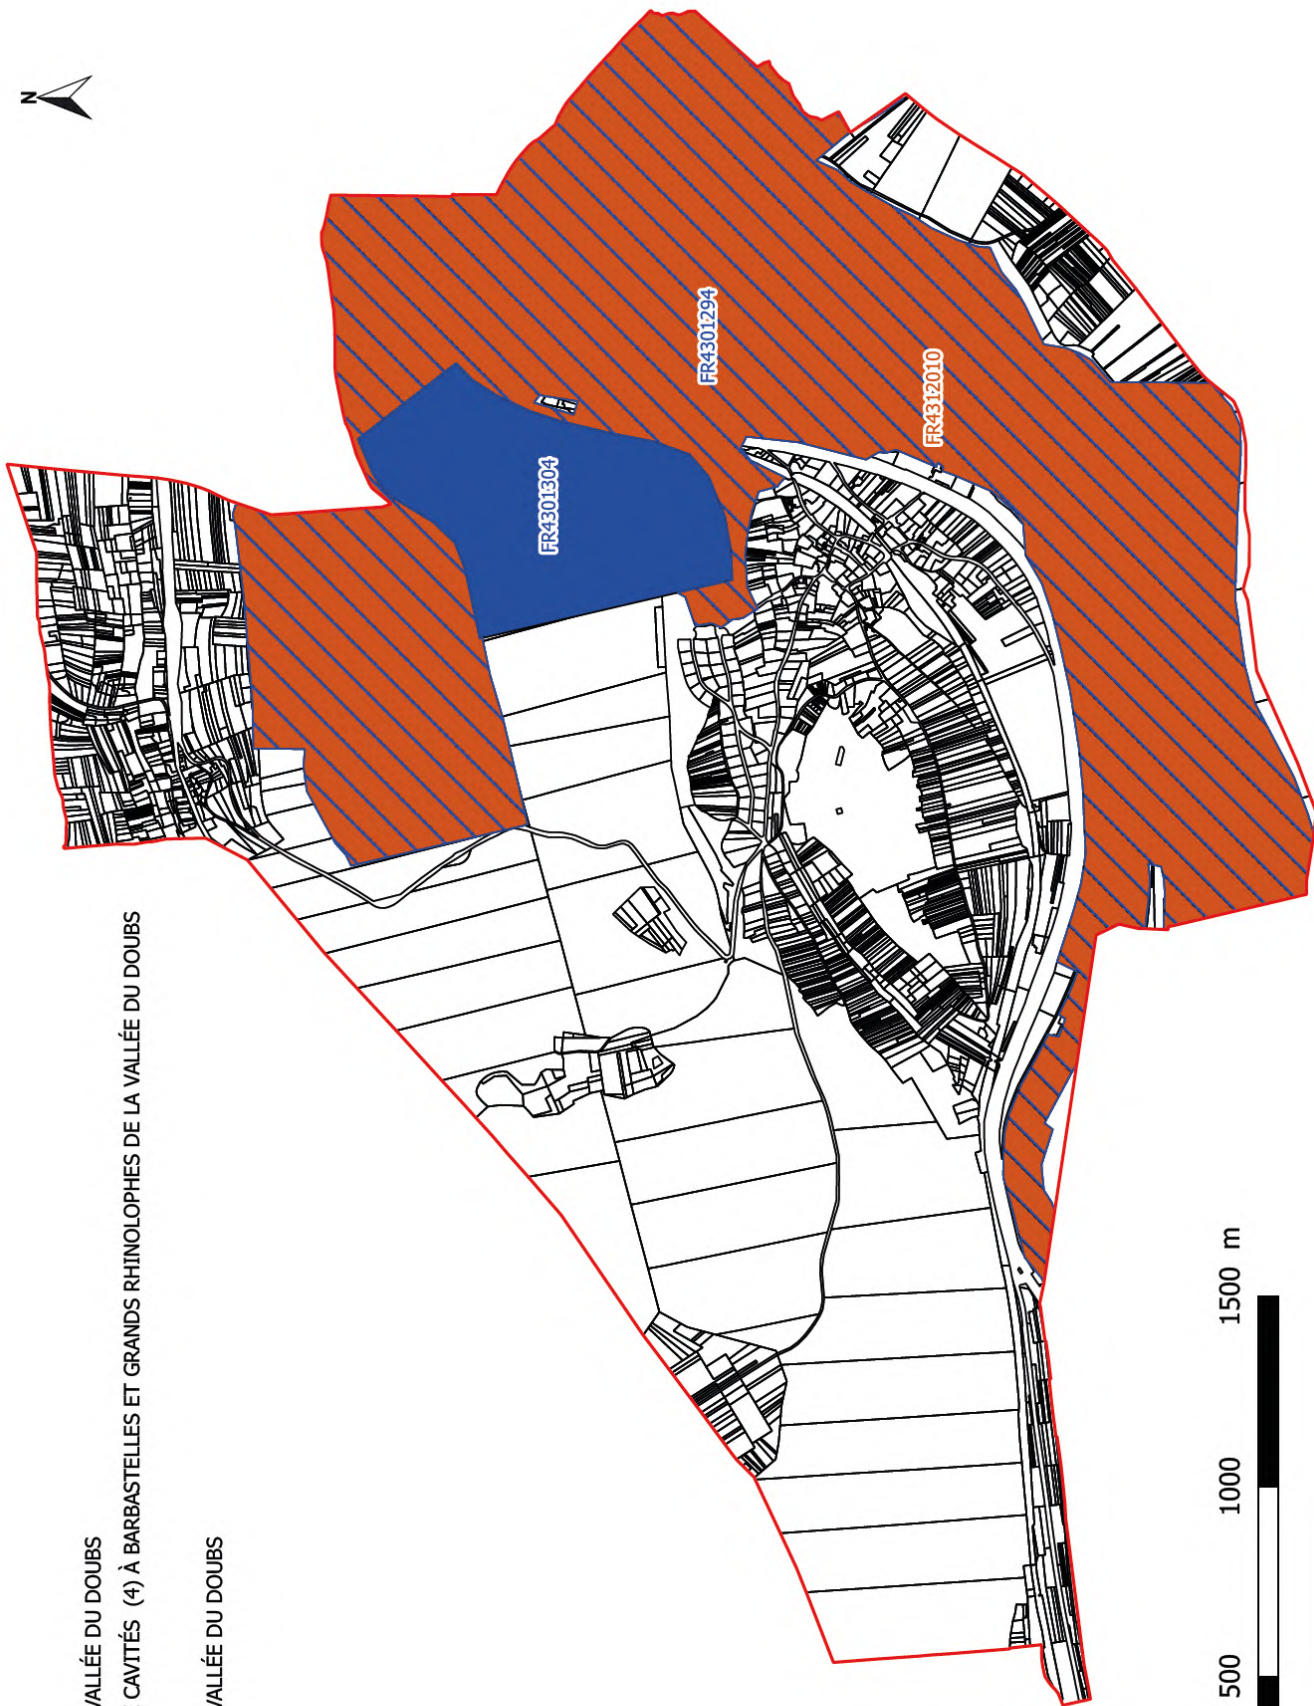 N
VALLÉE DU DOUBS
CAVITÉS (4) À BARBASTELLES ET GRANDS RHINOLOPHES DE LA VALLÉE DU DOUBS
VALLÉE DU DOUBS
FR4301304
FR4301294
FR4312010
500 1000 1500 m